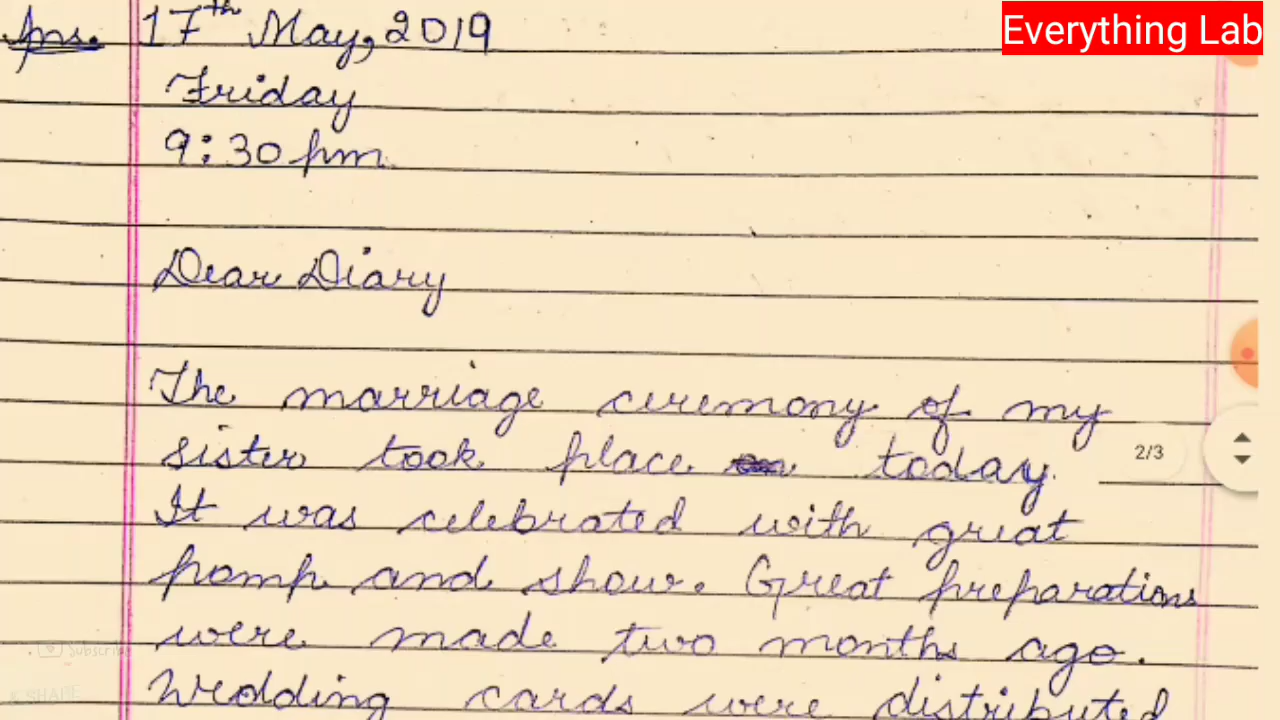 Everything Lab
Ans. 17th May, 2019
Friday
9:30 pm
Dear Diary
The marriage ceremony of my
sister took place today.
2/3
It was celebrated with great
pomp and show. Great preparations
were made two months ago.
Subscribe
Wedding cards were distributed
SHARE